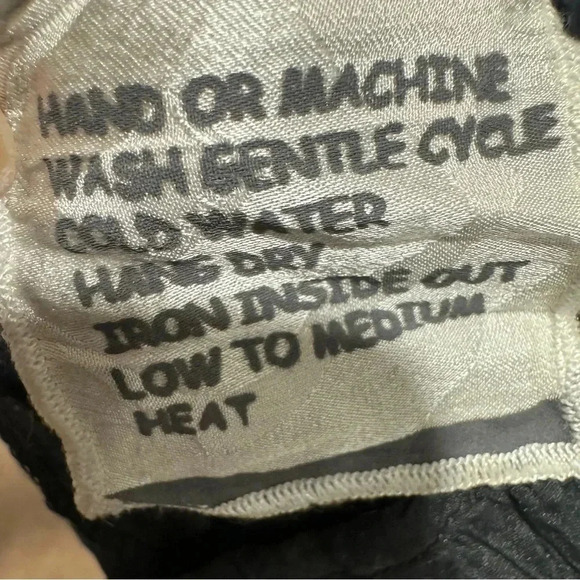 HAND OR MACHINE
WASH GENTLE CYCLE
COLD WATER
HANG DRY
IRON INSIDE OUT
LOW TO MEDIUM
HEAT